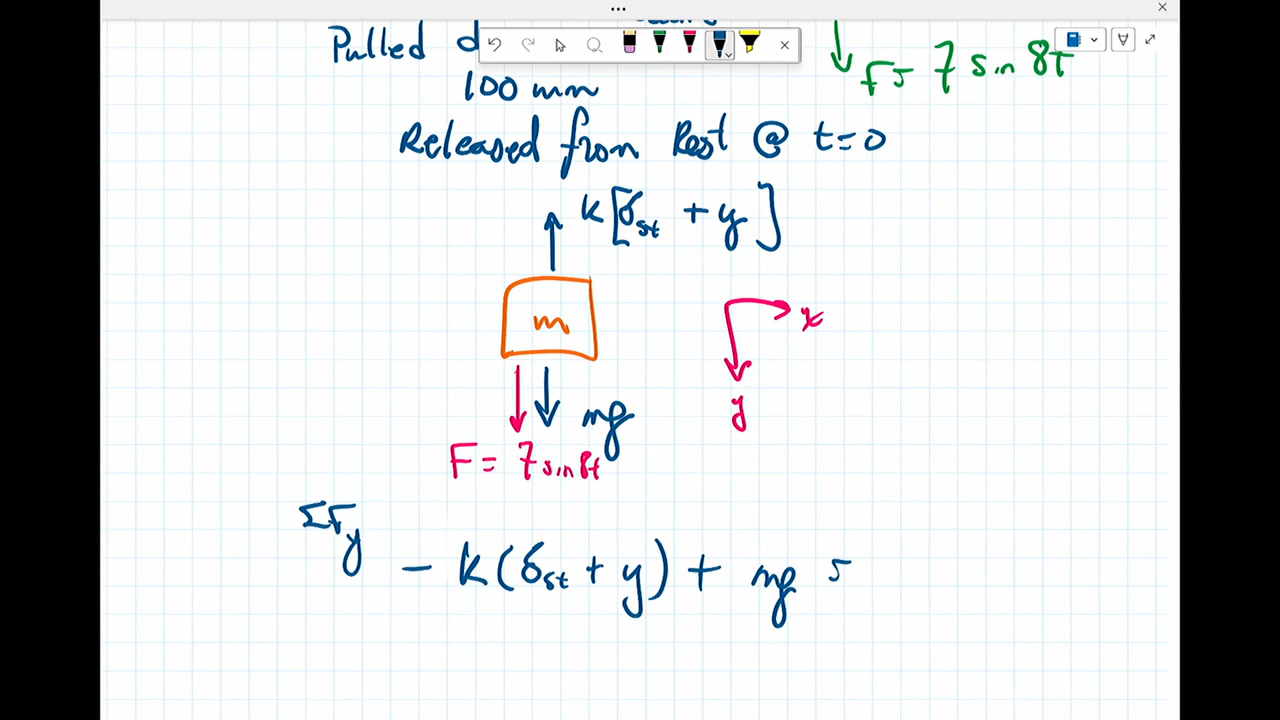 Pulled
F = 7 sin 8t
100 mm
Released from Rest @ t=0
k[δst + y]
m
x
y
mg
F = 7 sin 8t
ΣFy
- k(δst + y) + mg =